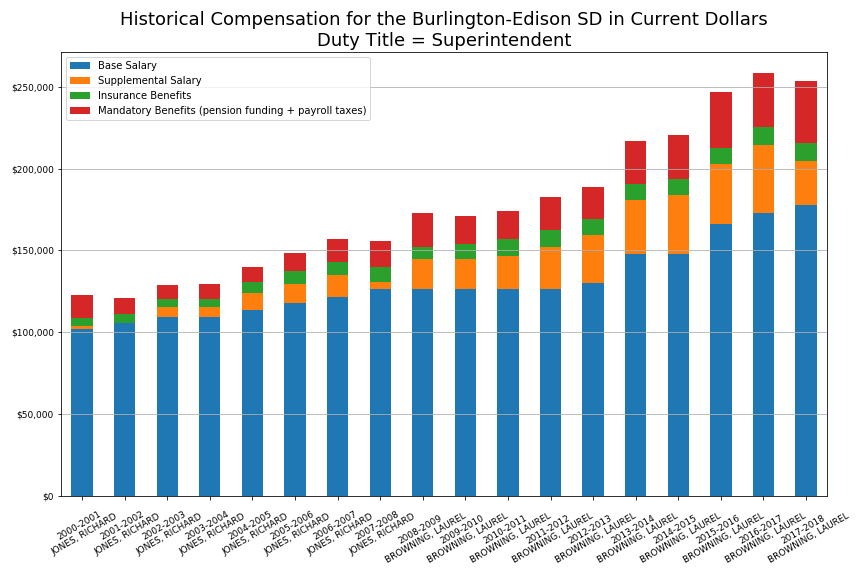 Historical Compensation for the Burlington-Edison SD in Current Dollars
Duty Title = Superintendent
Base Salary
Supplemental Salary
Insurance Benefits
Mandatory Benefits (pension funding + payroll taxes)
$250,000
$200,000
$150,000
$100,000
$50,000
$0
2000-2001
JONES, RICHARD
2001-2002
JONES, RICHARD
2002-2003
JONES, RICHARD
2003-2004
JONES, RICHARD
2004-2005
JONES, RICHARD
2005-2006
JONES, RICHARD
2006-2007
JONES, RICHARD
2007-2008
JONES, RICHARD
2008-2009
BROWNING, LAUREL
2009-2010
BROWNING, LAUREL
2010-2011
BROWNING, LAUREL
2011-2012
BROWNING, LAUREL
2012-2013
BROWNING, LAUREL
2013-2014
BROWNING, LAUREL
2014-2015
BROWNING, LAUREL
2015-2016
BROWNING, LAUREL
2016-2017
BROWNING, LAUREL
2017-2018
BROWNING, LAUREL